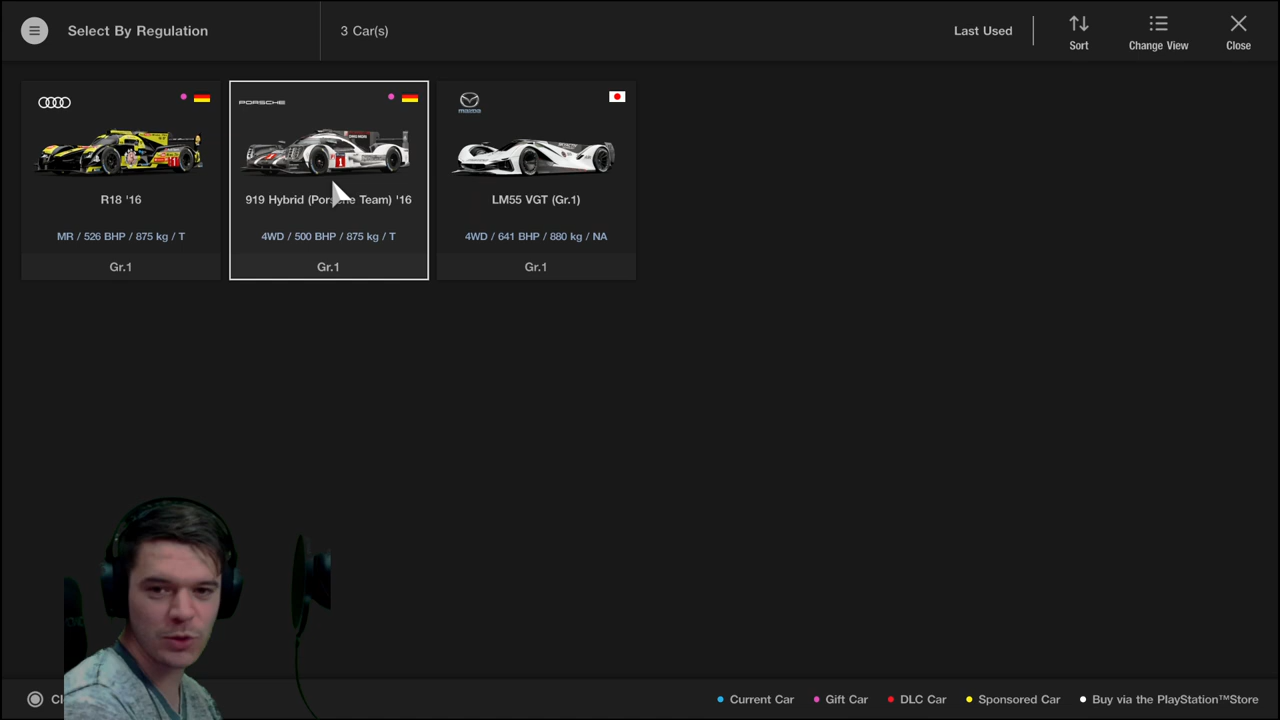 Select By Regulation
3 Car(s)
Last Used
Sort
Change View
Close
PORSCHE
mazda
R18 '16
919 Hybrid (Porsche Team) '16
LM55 VGT (Gr.1)
MR / 526 BHP / 875 kg / T
4WD / 500 BHP / 875 kg / T
4WD / 641 BHP / 880 kg / NA
Gr.1
Gr.1
Gr.1
Current Car
Gift Car
DLC Car
Sponsored Car
Buy via the PlayStation™Store